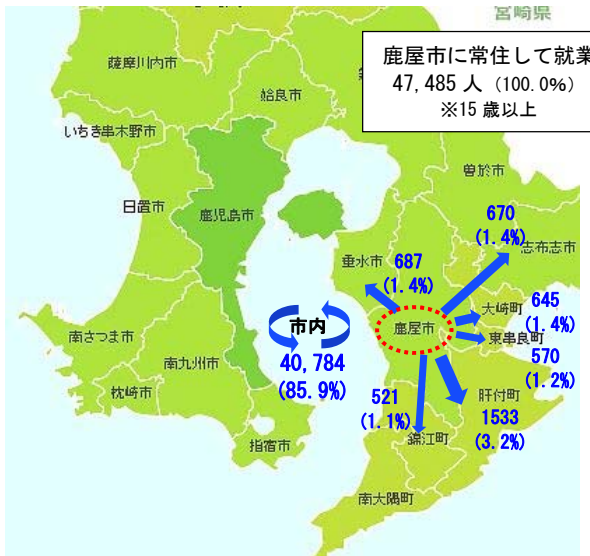 宮崎県
鹿屋市に常住して就業
47,485 人 (100.0%)
※15 歳以上
薩摩川内市
姶良市
いちき串木野市
曽於市
日置市
鹿児島市
670
(1.4%)
志布志市
垂水市
687
(1.4%)
大崎町
645
(1.4%)
市内
鹿屋市
東串良町
南さつま市
40,784
(85.9%)
570
(1.2%)
南九州市
枕崎市
521
(1.1%)
肝付町
1533
(3.2%)
錦江町
指宿市
南大隅町